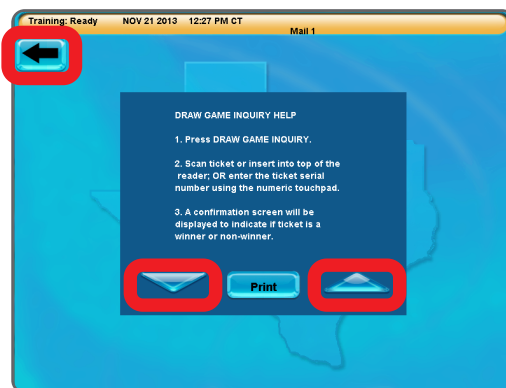 Training: Ready NOV 21 2013 12:27 PM CT
Mail 1
DRAW GAME INQUIRY HELP
1. Press DRAW GAME INQUIRY.
2. Scan ticket or insert into top of the
reader; OR enter the ticket serial
number using the numeric touchpad.
3. A confirmation screen will be
displayed to indicate if ticket is a
winner or non-winner.
Print